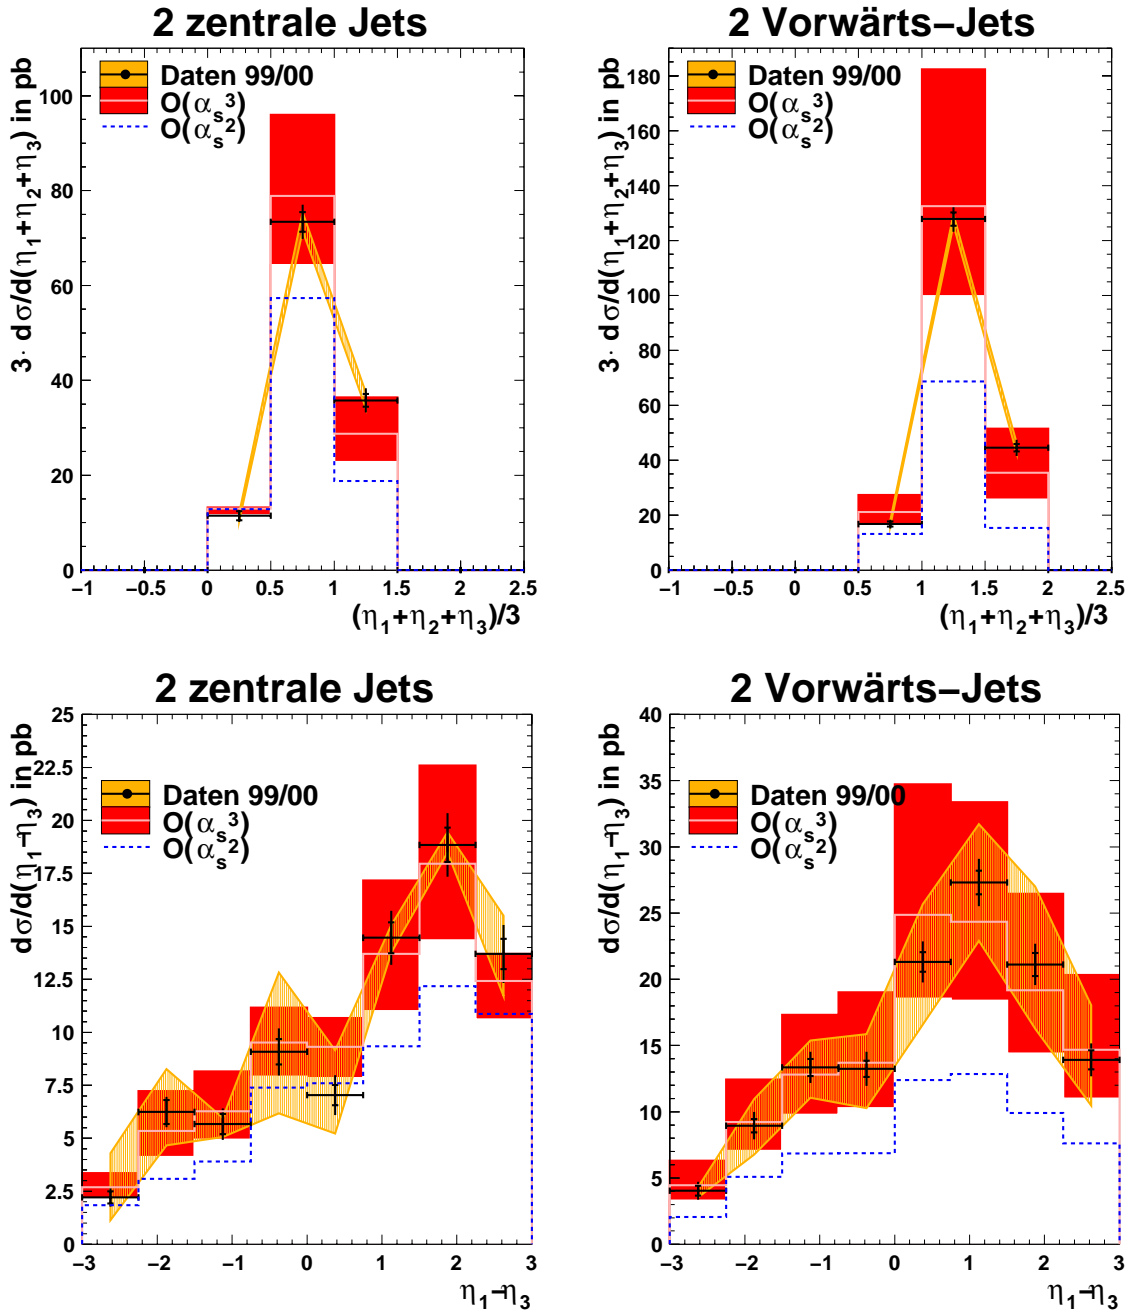 2 zentrale Jets
3· dσ/d(η₁+η₂+η₃) in pb
Daten 99/00
O(αₛ³)
O(αₛ²)
100
80
60
40
20
0
−1 −0.5 0 0.5 1 1.5 2 2.5
(η₁+η₂+η₃)/3
2 Vorwärts−Jets
3· dσ/d(η₁+η₂+η₃) in pb
Daten 99/00
O(αₛ³)
O(αₛ²)
180
160
140
120
100
80
60
40
20
0
−1 −0.5 0 0.5 1 1.5 2 2.5
(η₁+η₂+η₃)/3
2 zentrale Jets
dσ/d(η₁−η₃) in pb
Daten 99/00
O(αₛ³)
O(αₛ²)
25
22.5
20
17.5
15
12.5
10
7.5
5
2.5
0
−3 −2 −1 0 1 2 3
η₁−η₃
2 Vorwärts−Jets
dσ/d(η₁−η₃) in pb
Daten 99/00
O(αₛ³)
O(αₛ²)
40
35
30
25
20
15
10
5
0
−3 −2 −1 0 1 2 3
η₁−η₃